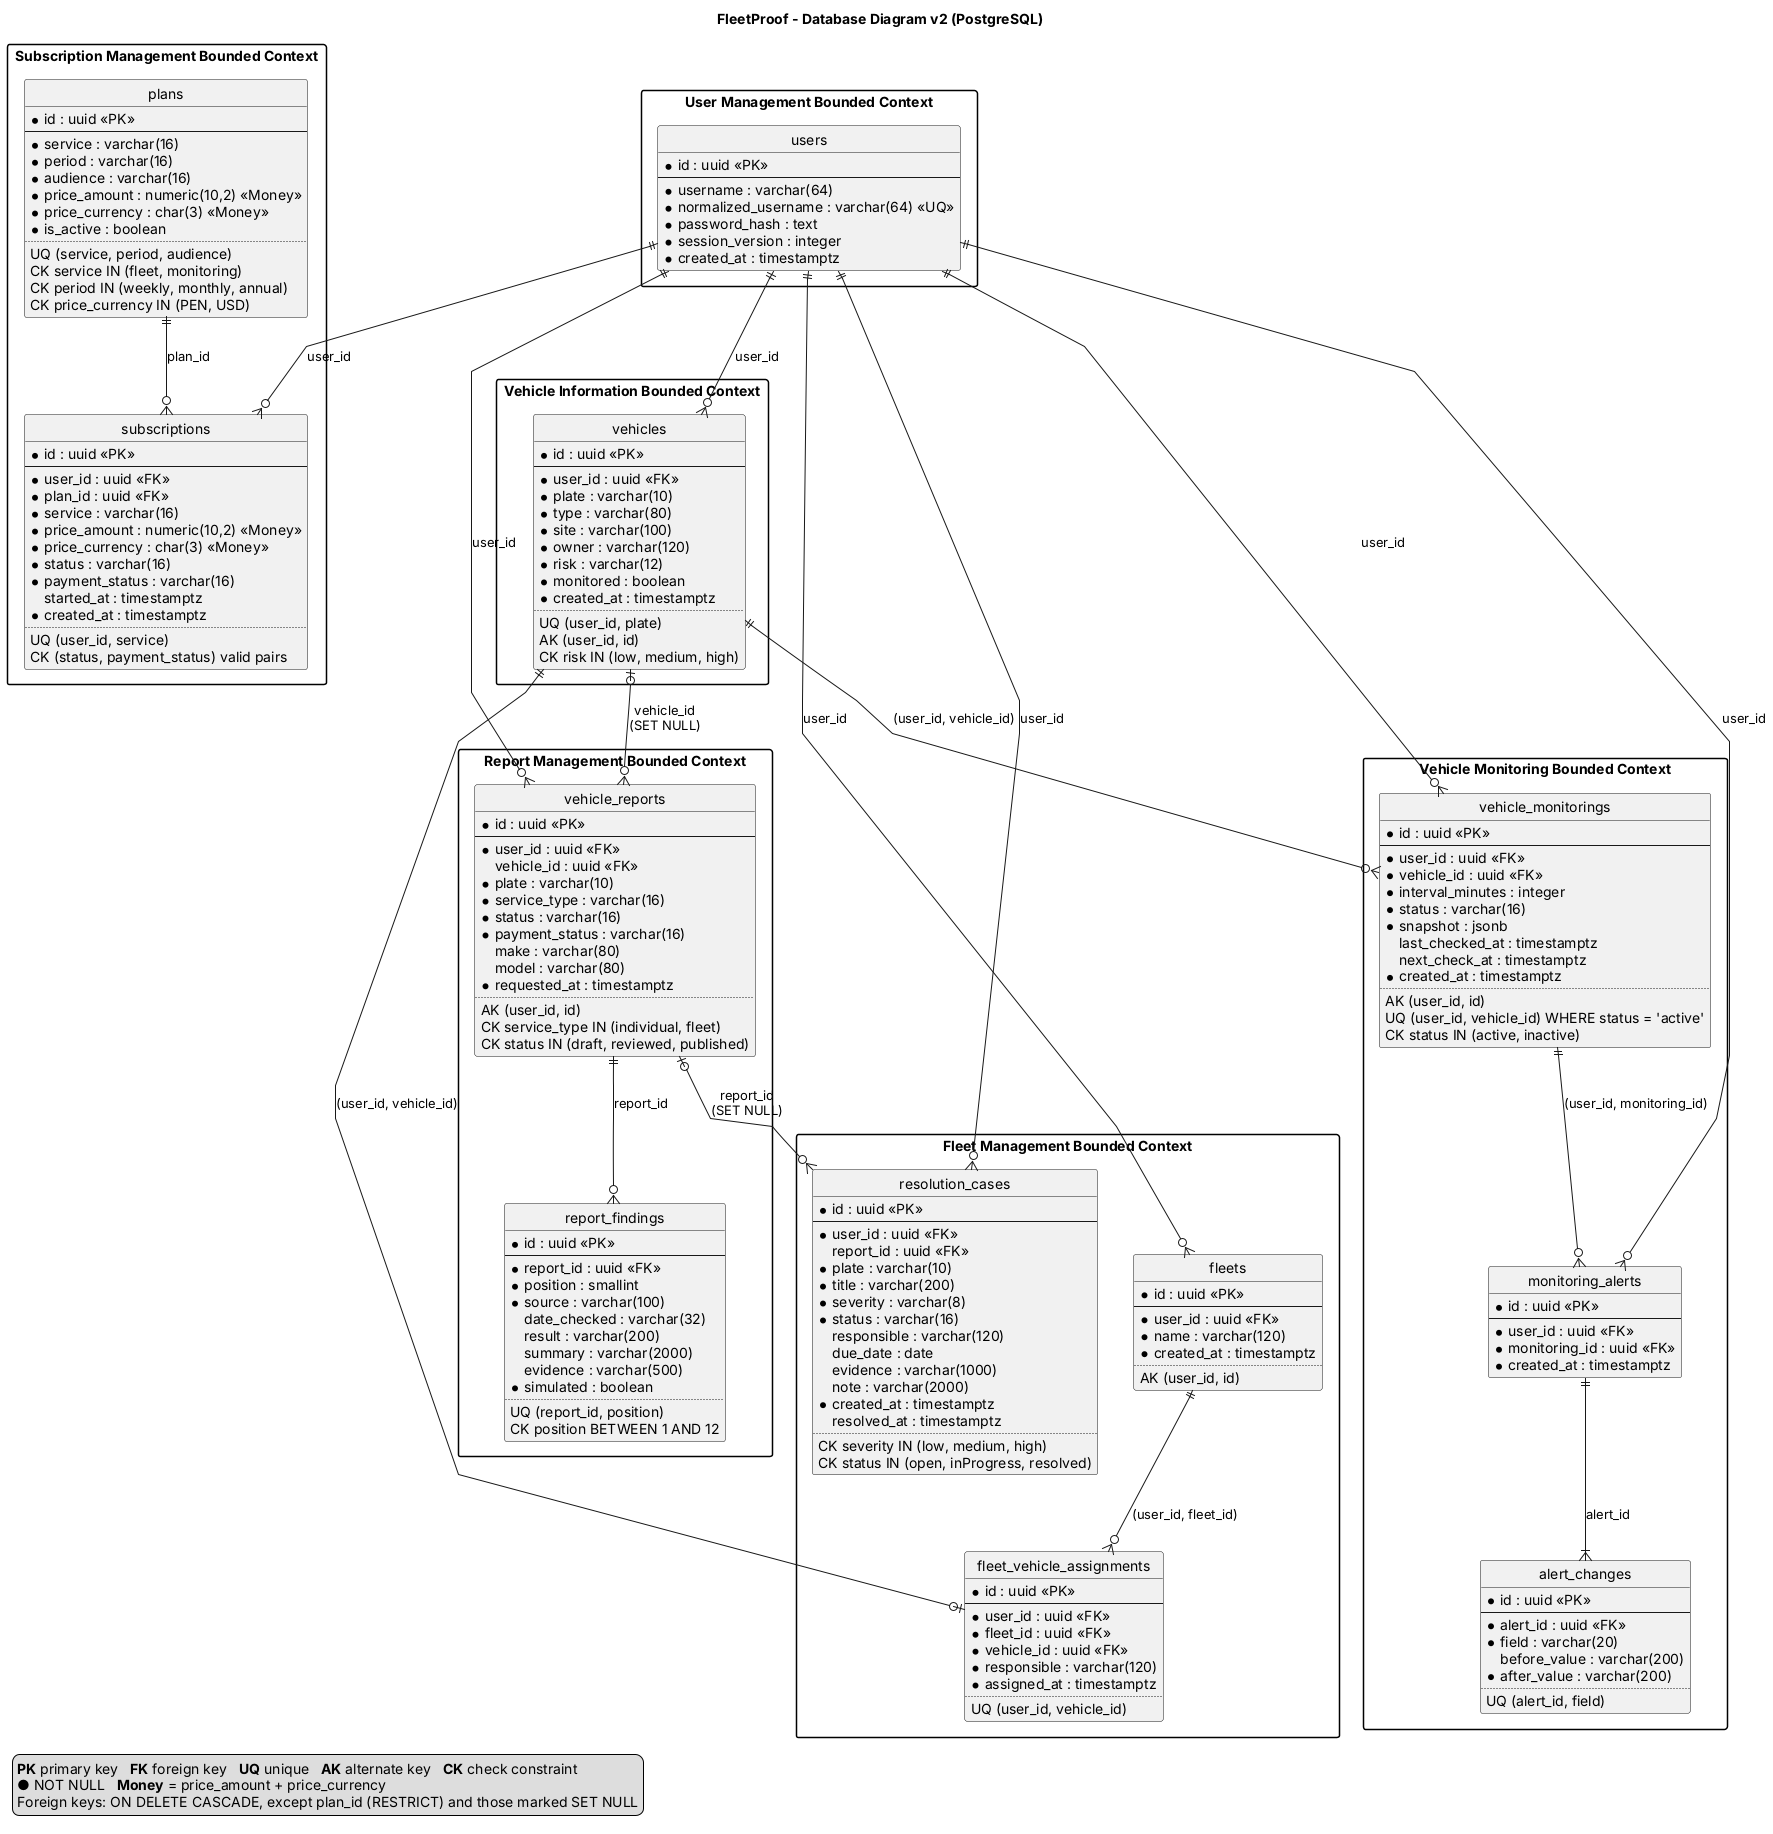 FleetProof - Database Diagram v2 (PostgreSQL)
Subscription Management Bounded Context
plans
● id : uuid «PK»
● service : varchar(16)
● period : varchar(16)
● audience : varchar(16)
● price_amount : numeric(10,2) «Money»
● price_currency : char(3) «Money»
● is_active : boolean
UQ (service, period, audience)
CK service IN (fleet, monitoring)
CK period IN (weekly, monthly, annual)
CK price_currency IN (PEN, USD)
plan_id
user_id
subscriptions
● id : uuid «PK»
● user_id : uuid «FK»
● plan_id : uuid «FK»
● service : varchar(16)
● price_amount : numeric(10,2) «Money»
● price_currency : char(3) «Money»
● status : varchar(16)
● payment_status : varchar(16)
started_at : timestamptz
● created_at : timestamptz
UQ (user_id, service)
CK (status, payment_status) valid pairs
User Management Bounded Context
users
● id : uuid «PK»
● username : varchar(64)
● normalized_username : varchar(64) «UQ»
● password_hash : text
● session_version : integer
● created_at : timestamptz
user_id
Vehicle Information Bounded Context
vehicles
● id : uuid «PK»
● user_id : uuid «FK»
● plate : varchar(10)
● type : varchar(80)
● site : varchar(100)
● owner : varchar(120)
● risk : varchar(12)
● monitored : boolean
● created_at : timestamptz
UQ (user_id, plate)
AK (user_id, id)
CK risk IN (low, medium, high)
user_id
user_id
vehicle_id
(SET NULL)
user_id
(user_id, vehicle_id)
user_id
user_id
Report Management Bounded Context
vehicle_reports
● id : uuid «PK»
● user_id : uuid «FK»
vehicle_id : uuid «FK»
● plate : varchar(10)
● service_type : varchar(16)
● status : varchar(16)
● payment_status : varchar(16)
make : varchar(80)
model : varchar(80)
● requested_at : timestamptz
AK (user_id, id)
CK service_type IN (individual, fleet)
CK status IN (draft, reviewed, published)
(user_id, vehicle_id)
report_id
report_id
(SET NULL)
report_findings
● id : uuid «PK»
● report_id : uuid «FK»
● position : smallint
● source : varchar(100)
date_checked : varchar(32)
result : varchar(200)
summary : varchar(2000)
evidence : varchar(500)
● simulated : boolean
UQ (report_id, position)
CK position BETWEEN 1 AND 12
Fleet Management Bounded Context
resolution_cases
● id : uuid «PK»
● user_id : uuid «FK»
report_id : uuid «FK»
● plate : varchar(10)
● title : varchar(200)
● severity : varchar(8)
● status : varchar(16)
responsible : varchar(120)
due_date : date
evidence : varchar(1000)
note : varchar(2000)
● created_at : timestamptz
resolved_at : timestamptz
CK severity IN (low, medium, high)
CK status IN (open, inProgress, resolved)
fleets
● id : uuid «PK»
● user_id : uuid «FK»
● name : varchar(120)
● created_at : timestamptz
AK (user_id, id)
(user_id, fleet_id)
fleet_vehicle_assignments
● id : uuid «PK»
● user_id : uuid «FK»
● fleet_id : uuid «FK»
● vehicle_id : uuid «FK»
● responsible : varchar(120)
● assigned_at : timestamptz
UQ (user_id, vehicle_id)
Vehicle Monitoring Bounded Context
vehicle_monitorings
● id : uuid «PK»
● user_id : uuid «FK»
● vehicle_id : uuid «FK»
● interval_minutes : integer
● status : varchar(16)
● snapshot : jsonb
last_checked_at : timestamptz
next_check_at : timestamptz
● created_at : timestamptz
AK (user_id, id)
UQ (user_id, vehicle_id) WHERE status = 'active'
CK status IN (active, inactive)
(user_id, monitoring_id)
monitoring_alerts
● id : uuid «PK»
● user_id : uuid «FK»
● monitoring_id : uuid «FK»
● created_at : timestamptz
alert_id
alert_changes
● id : uuid «PK»
● alert_id : uuid «FK»
● field : varchar(20)
before_value : varchar(200)
● after_value : varchar(200)
UQ (alert_id, field)
PK primary key FK foreign key UQ unique AK alternate key CK check constraint
● NOT NULL Money = price_amount + price_currency
Foreign keys: ON DELETE CASCADE, except plan_id (RESTRICT) and those marked SET NULL